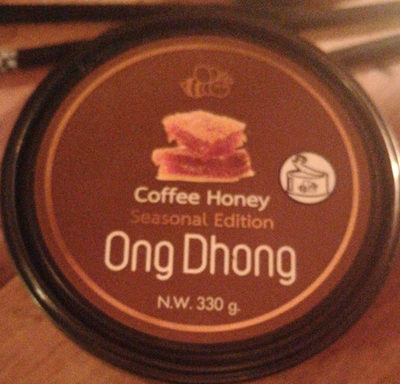 Coffee Honey
Seasonal Edition
Ong Dhong
N.W. 330 g.